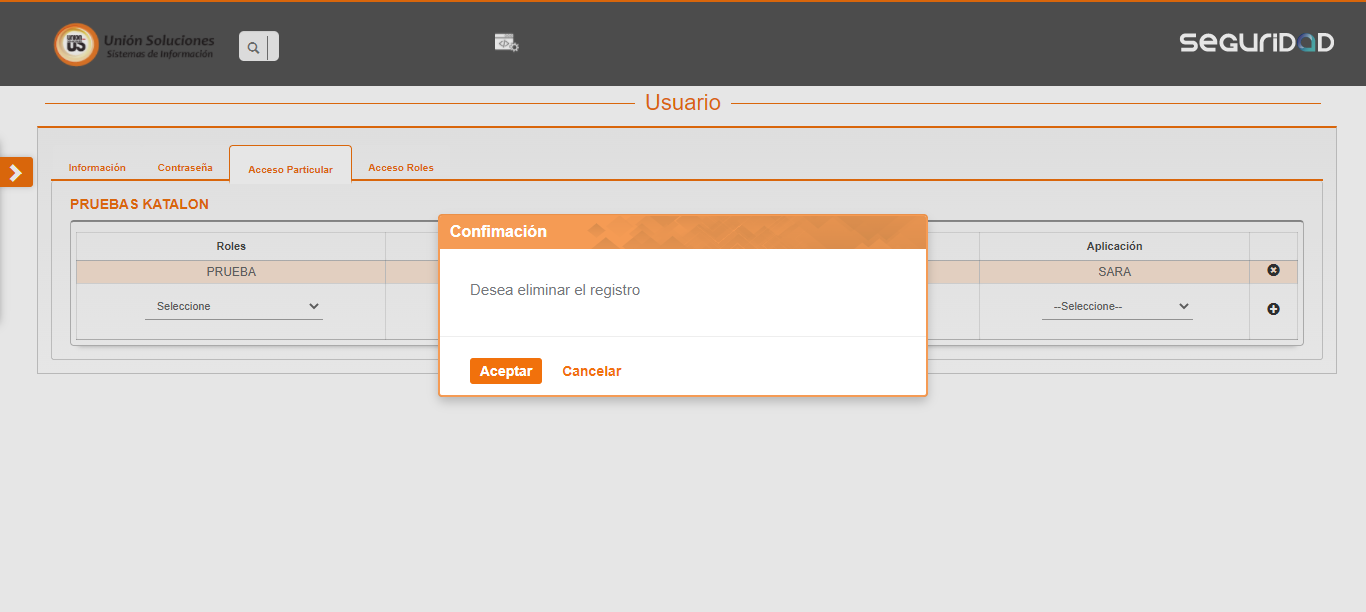 Unión Soluciones
Sistemas de Información
SEGURIDAD
Usuario
Información
Contraseña
Acceso Particular
Acceso Roles
PRUEBAS KATALON
Confimación
Roles
Aplicación
PRUEBA
SARA
Desea eliminar el registro
Seleccione
--Seleccione--
Aceptar
Cancelar